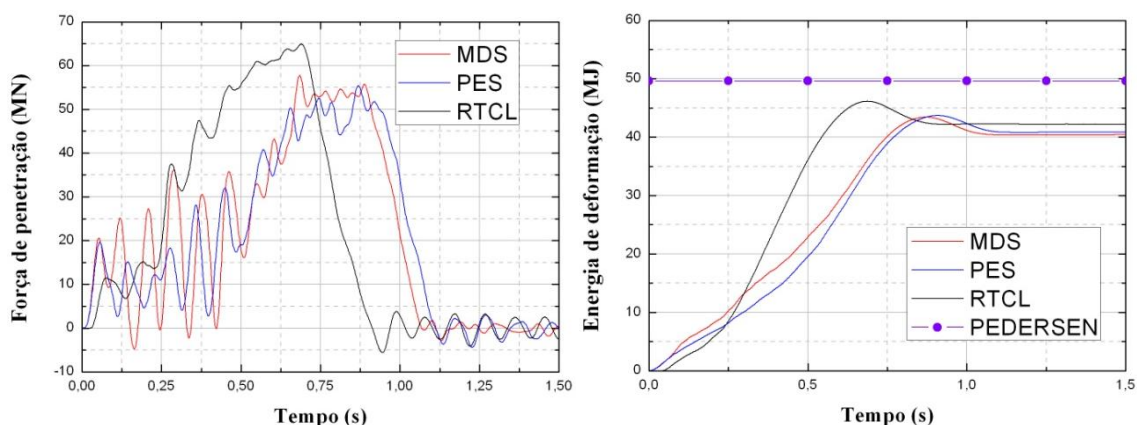 Força de penetração (MN)
70
60
50
40
30
20
10
0
-10
0,00 0,25 0,50 0,75 1,00 1,25 1,50
Tempo (s)
MDS
PES
RTCL
Energia de deformação (MJ)
60
50
40
30
20
10
0
0,0 0,5 1,0 1,5
Tempo (s)
MDS
PES
RTCL
PEDERSEN